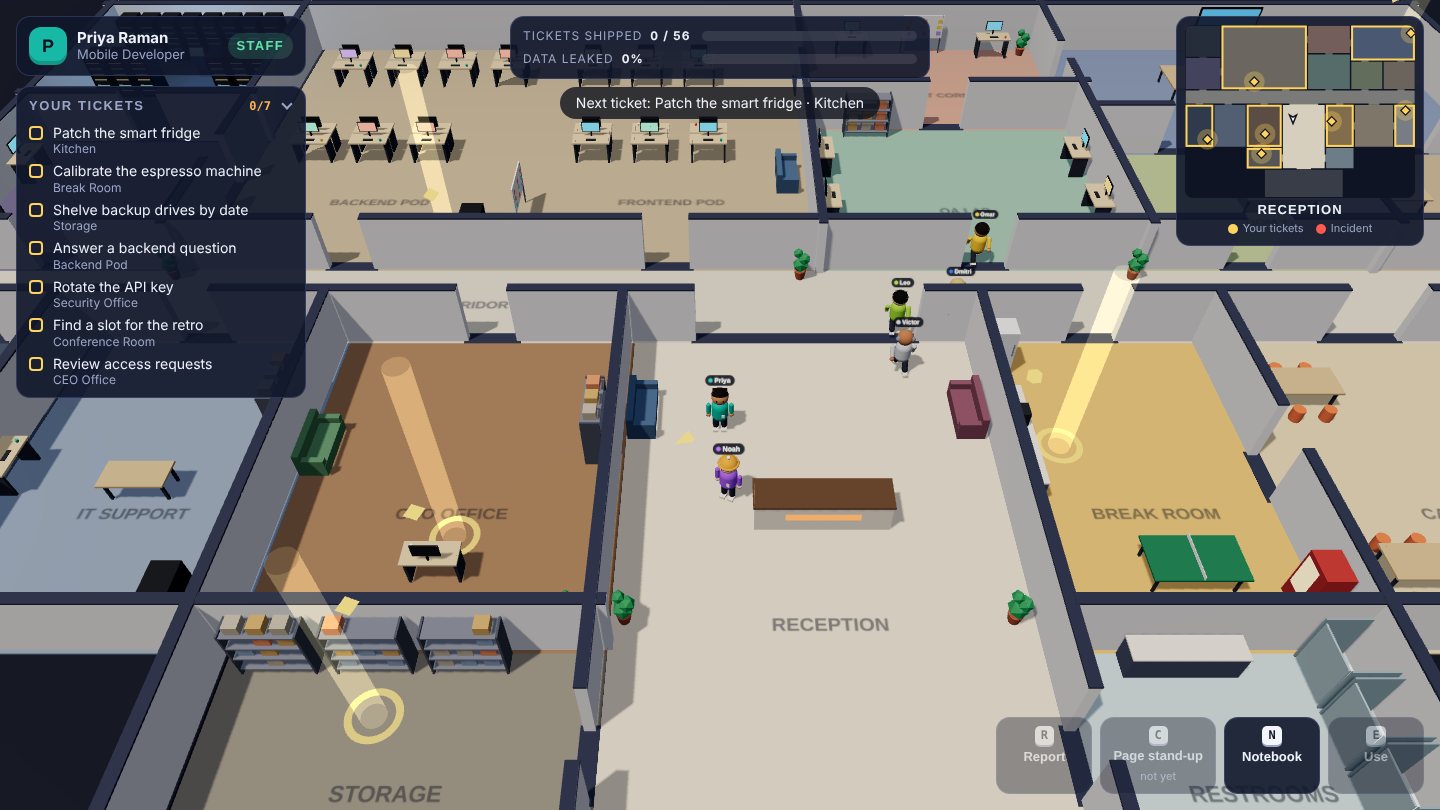 P
Priya Raman
Mobile Developer
STAFF
TICKETS SHIPPED 0 / 56
DATA LEAKED 0%
Next ticket: Patch the smart fridge · Kitchen
YOUR TICKETS 0/7
Patch the smart fridge
Kitchen
Calibrate the espresso machine
Break Room
Shelve backup drives by date
Storage
Answer a backend question
Backend Pod
Rotate the API key
Security Office
Find a slot for the retro
Conference Room
Review access requests
CEO Office
RECEPTION
Your tickets
Incident
BACKEND POD
FRONTEND POD
Omar
Dmitri
Leo
Victor
Priya
Noah
IT SUPPORT
CEO OFFICE
BREAK ROOM
RECEPTION
STORAGE
RESTROOMS
R
Report
C
Page stand-up
not yet
N
Notebook
E
Use